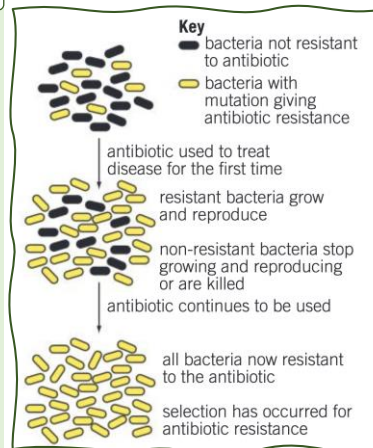 Key
bacteria not resistant
to antibiotic
bacteria with
mutation giving
antibiotic resistance
antibiotic used to treat
disease for the first time
resistant bacteria grow
and reproduce
non-resistant bacteria stop
growing and reproducing
or are killed
antibiotic continues to be used
all bacteria now resistant
to the antibiotic
selection has occurred for
antibiotic resistance